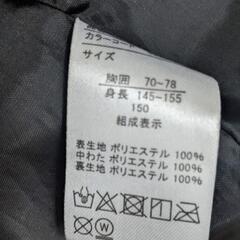 カラーコード
サイズ
胸囲 70-78
身長 145-155
150
組成表示
表生地 ポリエステル 100%
中わた ポリエステル 100%
裏生地 ポリエステル 100%
W